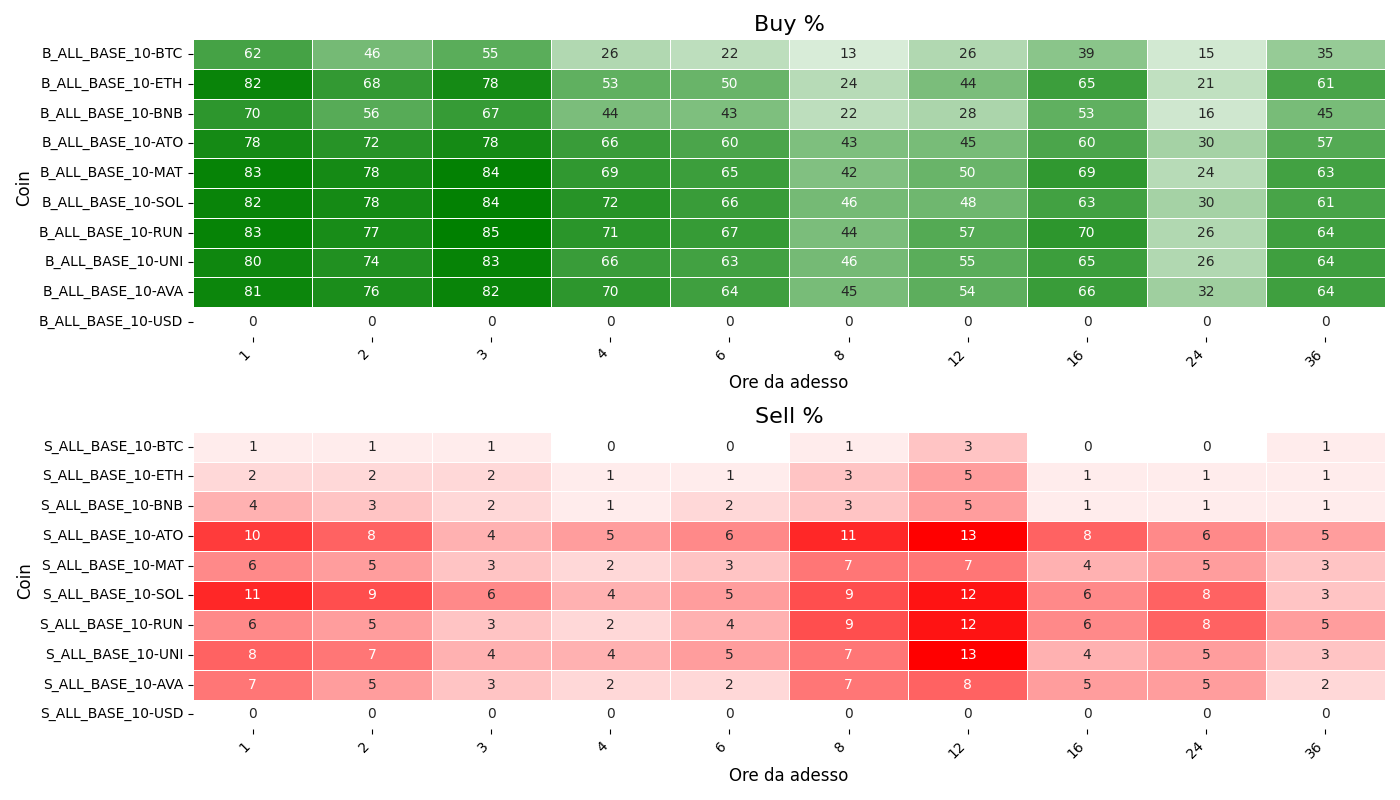 Buy %
Coin
B_ALL_BASE_10-BTC 62 46 55 26 22 13 26 39 15 35
B_ALL_BASE_10-ETH 82 68 78 53 50 24 44 65 21 61
B_ALL_BASE_10-BNB 70 56 67 44 43 22 28 53 16 45
B_ALL_BASE_10-ATO 78 72 78 66 60 43 45 60 30 57
B_ALL_BASE_10-MAT 83 78 84 69 65 42 50 69 24 63
B_ALL_BASE_10-SOL 82 78 84 72 66 46 48 63 30 61
B_ALL_BASE_10-RUN 83 77 85 71 67 44 57 70 26 64
B_ALL_BASE_10-UNI 80 74 83 66 63 46 55 65 26 64
B_ALL_BASE_10-AVA 81 76 82 70 64 45 54 66 32 64
B_ALL_BASE_10-USD 0 0 0 0 0 0 0 0 0 0
1 2 3 4 6 8 12 16 24 36
Ore da adesso
Sell %
Coin
S_ALL_BASE_10-BTC 1 1 1 0 0 1 3 0 0 1
S_ALL_BASE_10-ETH 2 2 2 1 1 3 5 1 1 1
S_ALL_BASE_10-BNB 4 3 2 1 2 3 5 1 1 1
S_ALL_BASE_10-ATO 10 8 4 5 6 11 13 8 6 5
S_ALL_BASE_10-MAT 6 5 3 2 3 7 7 4 5 3
S_ALL_BASE_10-SOL 11 9 6 4 5 9 12 6 8 3
S_ALL_BASE_10-RUN 6 5 3 2 4 9 12 6 8 5
S_ALL_BASE_10-UNI 8 7 4 4 5 7 13 4 5 3
S_ALL_BASE_10-AVA 7 5 3 2 2 7 8 5 5 2
S_ALL_BASE_10-USD 0 0 0 0 0 0 0 0 0 0
1 2 3 4 6 8 12 16 24 36
Ore da adesso